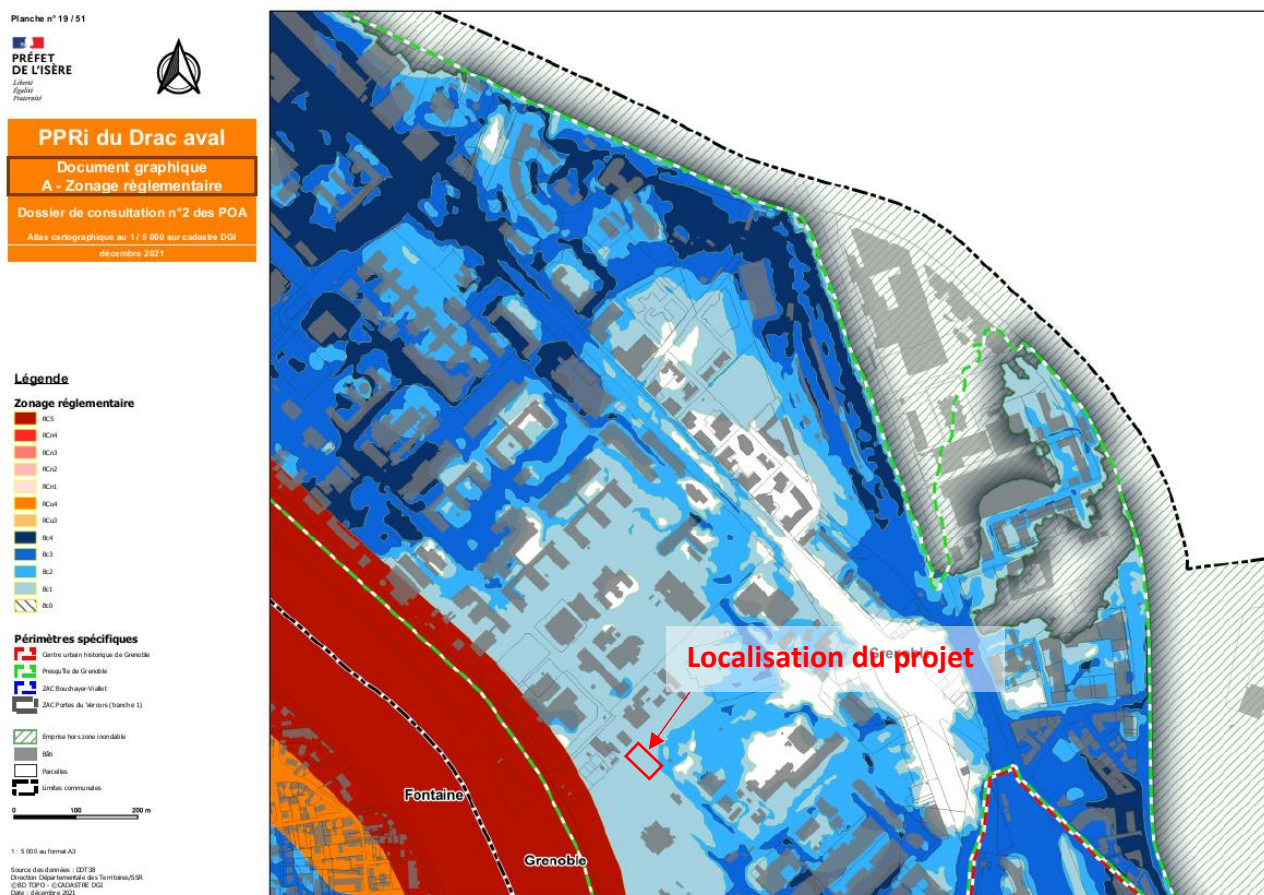 Planche n° 19 / 51
PRÉFET
DE L'ISÈRE
Liberté
Égalité
Fraternité
PPRi du Drac aval
Document graphique
A - Zonage règlementaire
Dossier de consultation n°2 des POA
Atlas cartographique au 1 / 5 000 sur cadastre DGI
décembre 2021
Légende
Zonage réglementaire
RCS
RCn4
RCn3
RCn2
RCn1
RCu4
RCu3
Bc4
Bc3
Bc2
Bc1
Bc0
Périmètres spécifiques
Centre urbain historique de Grenoble
Presqu'île de Grenoble
ZAC Bouchayer-Viallet
ZAC Portes du Vercors (tranche 1)
Emprise hors zone inondable
Bâti
Parcelles
Limites communales
0 100 200 m
1 : 5 000 au format A3
Source des données : DDT38
Direction Départementale des Territoires/SSR
©BD TOPO - ©CADASTRE DGI
Date : décembre 2021
Grenoble
Localisation du projet
Fontaine
Grenoble